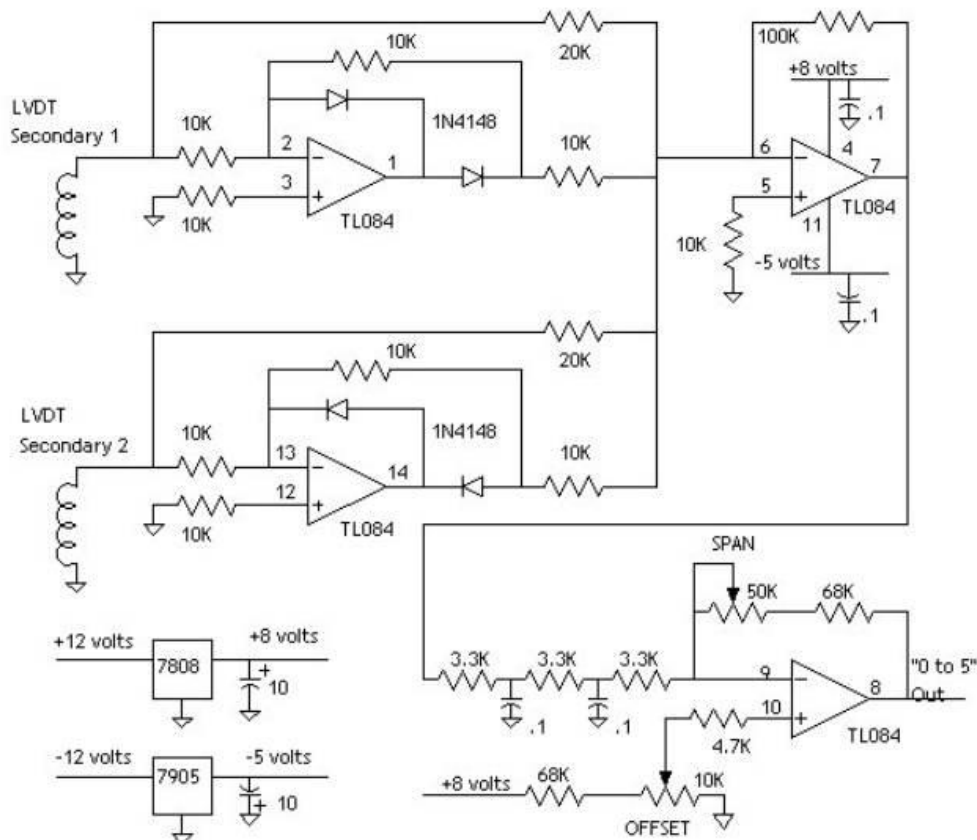 10K
20K
100K
+8 volts
.1
LVDT
Secondary 1
10K
1N4148
10K
2
1
3
10K
TL084
6
4
7
5
TL084
11
10K
-5 volts
.1
10K
20K
LVDT
Secondary 2
10K
1N4148
10K
13
14
12
10K
TL084
SPAN
50K
68K
+12 volts
7808
+8 volts
+
10
3.3K
3.3K
3.3K
.1
.1
9
8
"0 to 5"
Out
10
4.7K
TL084
-12 volts
7905
-5 volts
+
10
+8 volts
68K
10K
OFFSET